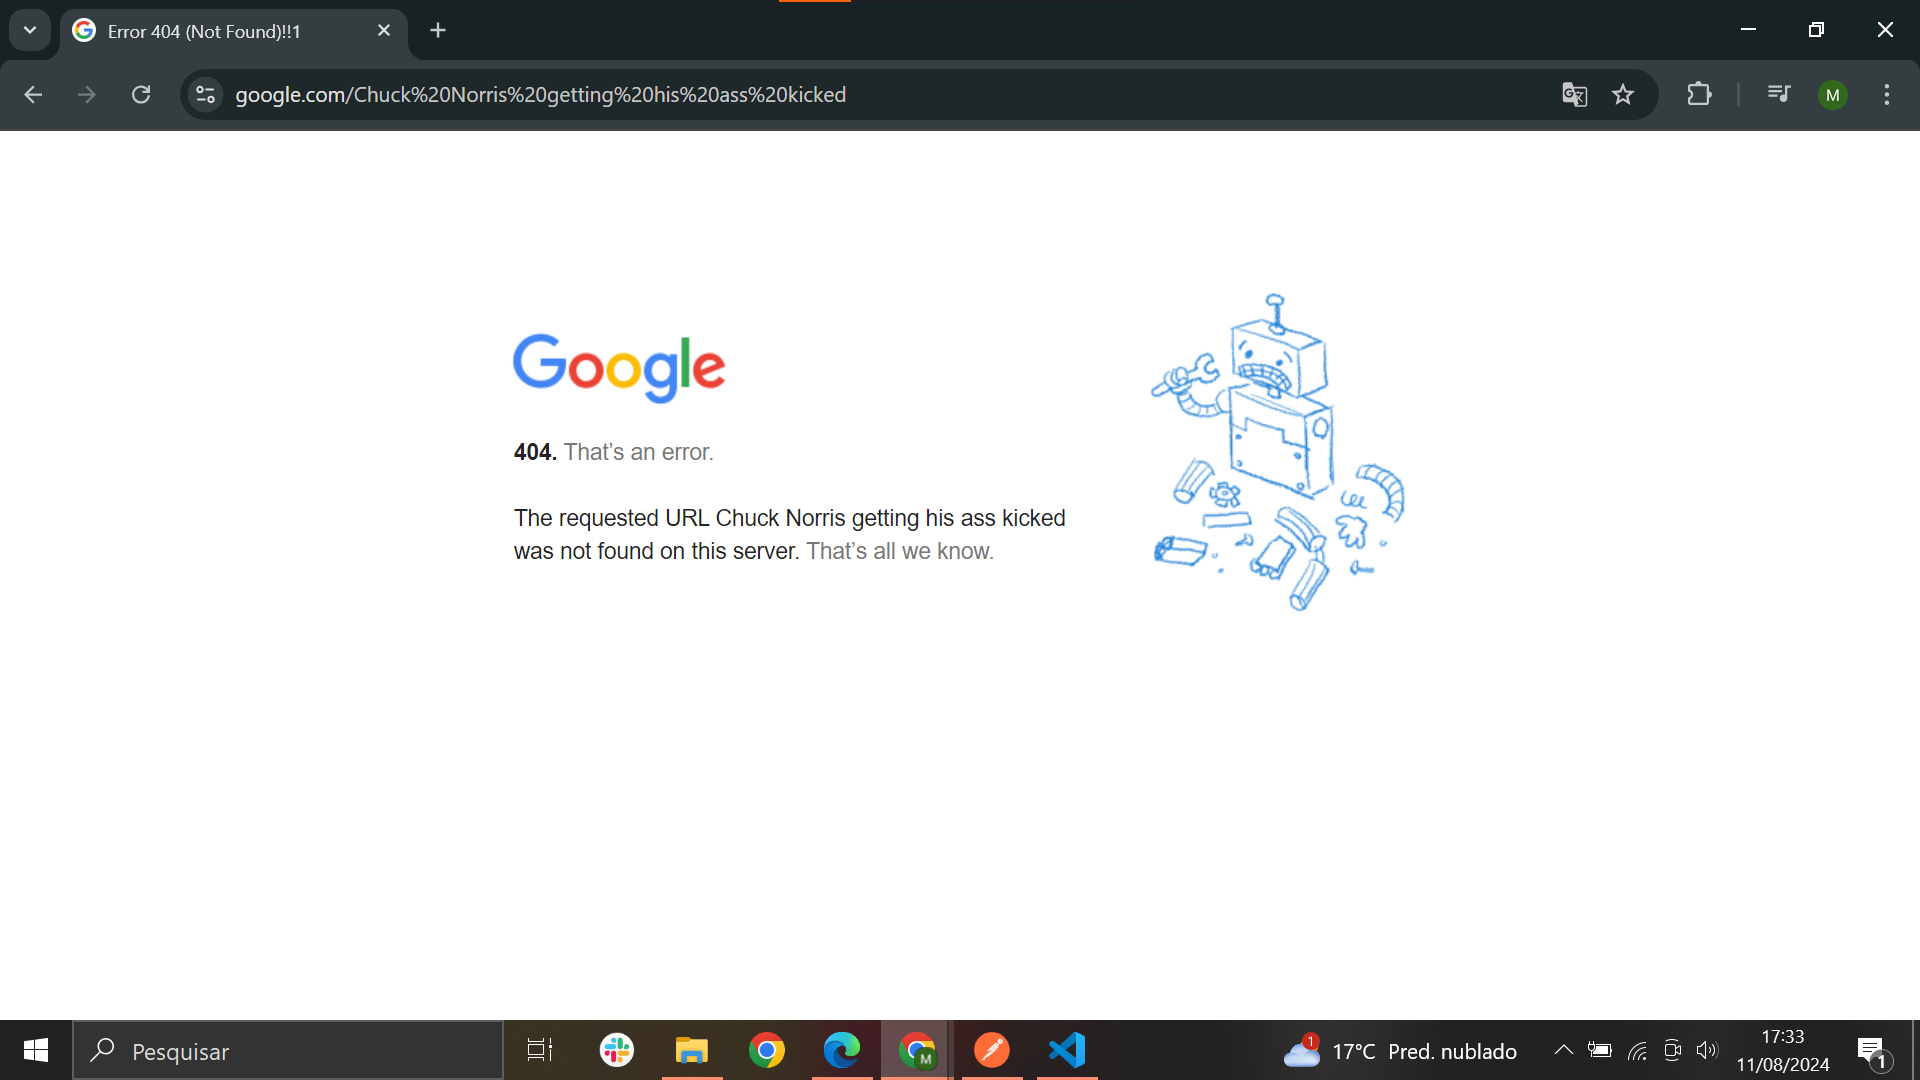 Error 404 (Not Found)!!1
google.com/Chuck%20Norris%20getting%20his%20ass%20kicked
M
Google
404. That’s an error.
The requested URL Chuck Norris getting his ass kicked
was not found on this server. That’s all we know.
Pesquisar
M
1
17°C Pred. nublado
17:33
11/08/2024
1